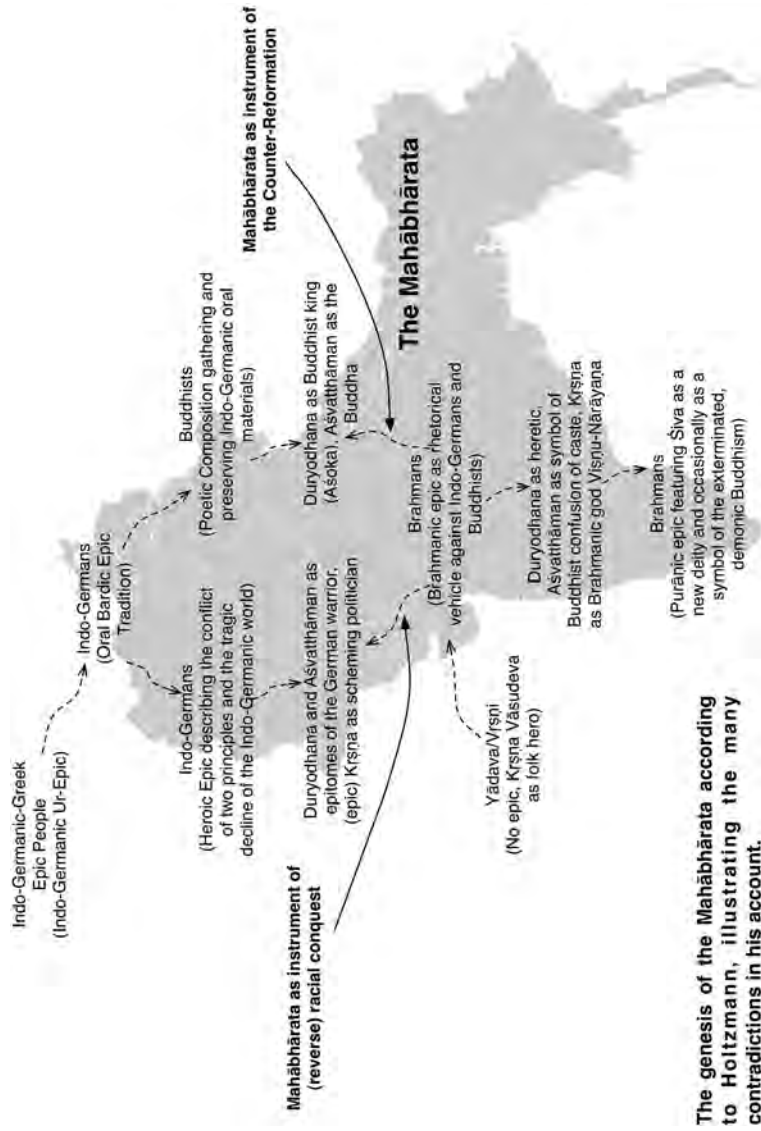 Indo-Germanic-Greek
Epic People
(Indo-Germanic Ur-Epic)
Indo-Germans
(Oral Bardic Epic
Tradition)
Indo-Germans
(Heroic Epic describing the conflict
of two principles and the tragic
decline of the Indo-Germanic world)
Buddhists
(Poetic Composition gathering and
preserving Indo-Germanic oral
materials)
Duryodhana and Aśvatthāman as
epitomes of the German warrior,
(epic) Kṛṣṇa as scheming politician
Duryodhana as Buddhist king
(Aśoka), Aśvatthāman as the
Buddha
Mahābhārata as instrument of
(reverse) racial conquest
Mahābhārata as instrument of
the Counter-Reformation
The Mahābhārata
Brahmans
(Brahmanic epic as rhetorical
vehicle against Indo-Germans and
Buddhists)
Yādava/Vṛṣṇi
(No epic, Kṛṣṇa Vāsudeva
as folk hero)
Duryodhana as heretic,
Aśvatthāman as symbol of
Buddhist confusion of caste, Kṛṣṇa
as Brahmanic god Viṣṇu-Nārāyaṇa
Brahmans
(Purāṇic epic featuring Śiva as a
new deity and occasionally as a
symbol of the exterminated,
demonic Buddhism)
The genesis of the Mahābhārata according
to Holtzmann, illustrating the many
contradictions in his account.